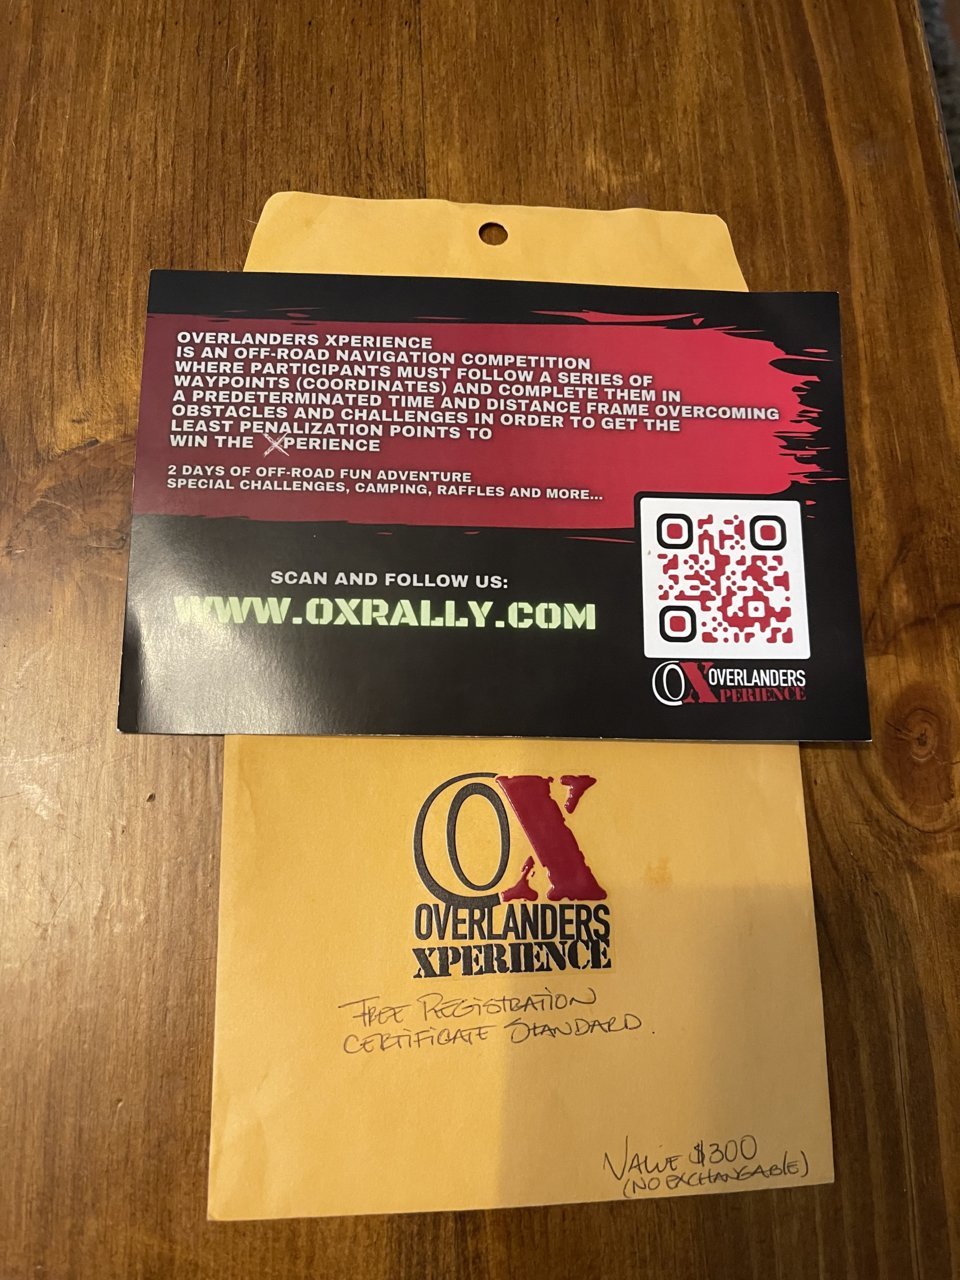 OVERLANDERS XPERIENCE
IS AN OFF-ROAD NAVIGATION COMPETITION
WHERE PARTICIPANTS MUST FOLLOW A SERIES OF
WAYPOINTS (COORDINATES) AND COMPLETE THEM IN
A PREDETERMINATED TIME AND DISTANCE FRAME OVERCOMING
OBSTACLES AND CHALLENGES IN ORDER TO GET THE
LEAST PENALIZATION POINTS TO
WIN THE XPERIENCE
2 DAYS OF OFF-ROAD FUN ADVENTURE
SPECIAL CHALLENGES, CAMPING, RAFFLES AND MORE...
SCAN AND FOLLOW US:
WWW.OXRALLY.COM
OX OVERLANDERS
XPERIENCE
OX
OVERLANDERS
XPERIENCE
FREE REGISTRATION
CERTIFICATE STANDARD.
VALUE $300
(NO EXCHANGABLE)